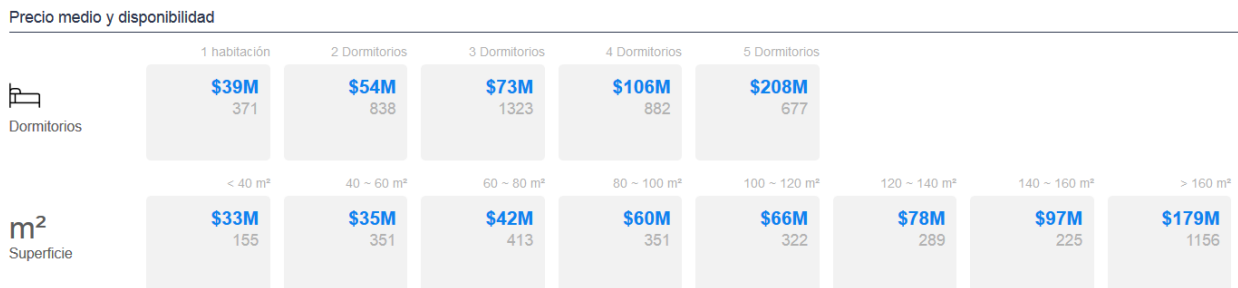 Precio medio y disponibilidad
1 habitación 2 Dormitorios 3 Dormitorios 4 Dormitorios 5 Dormitorios
$39M $54M $73M $106M $208M
371 838 1323 882 677
Dormitorios
< 40 m² 40 ~ 60 m² 60 ~ 80 m² 80 ~ 100 m² 100 ~ 120 m² 120 ~ 140 m² 140 ~ 160 m² > 160 m²
m² $33M $35M $42M $60M $66M $78M $97M $179M
155 351 413 351 322 289 225 1156
Superficie